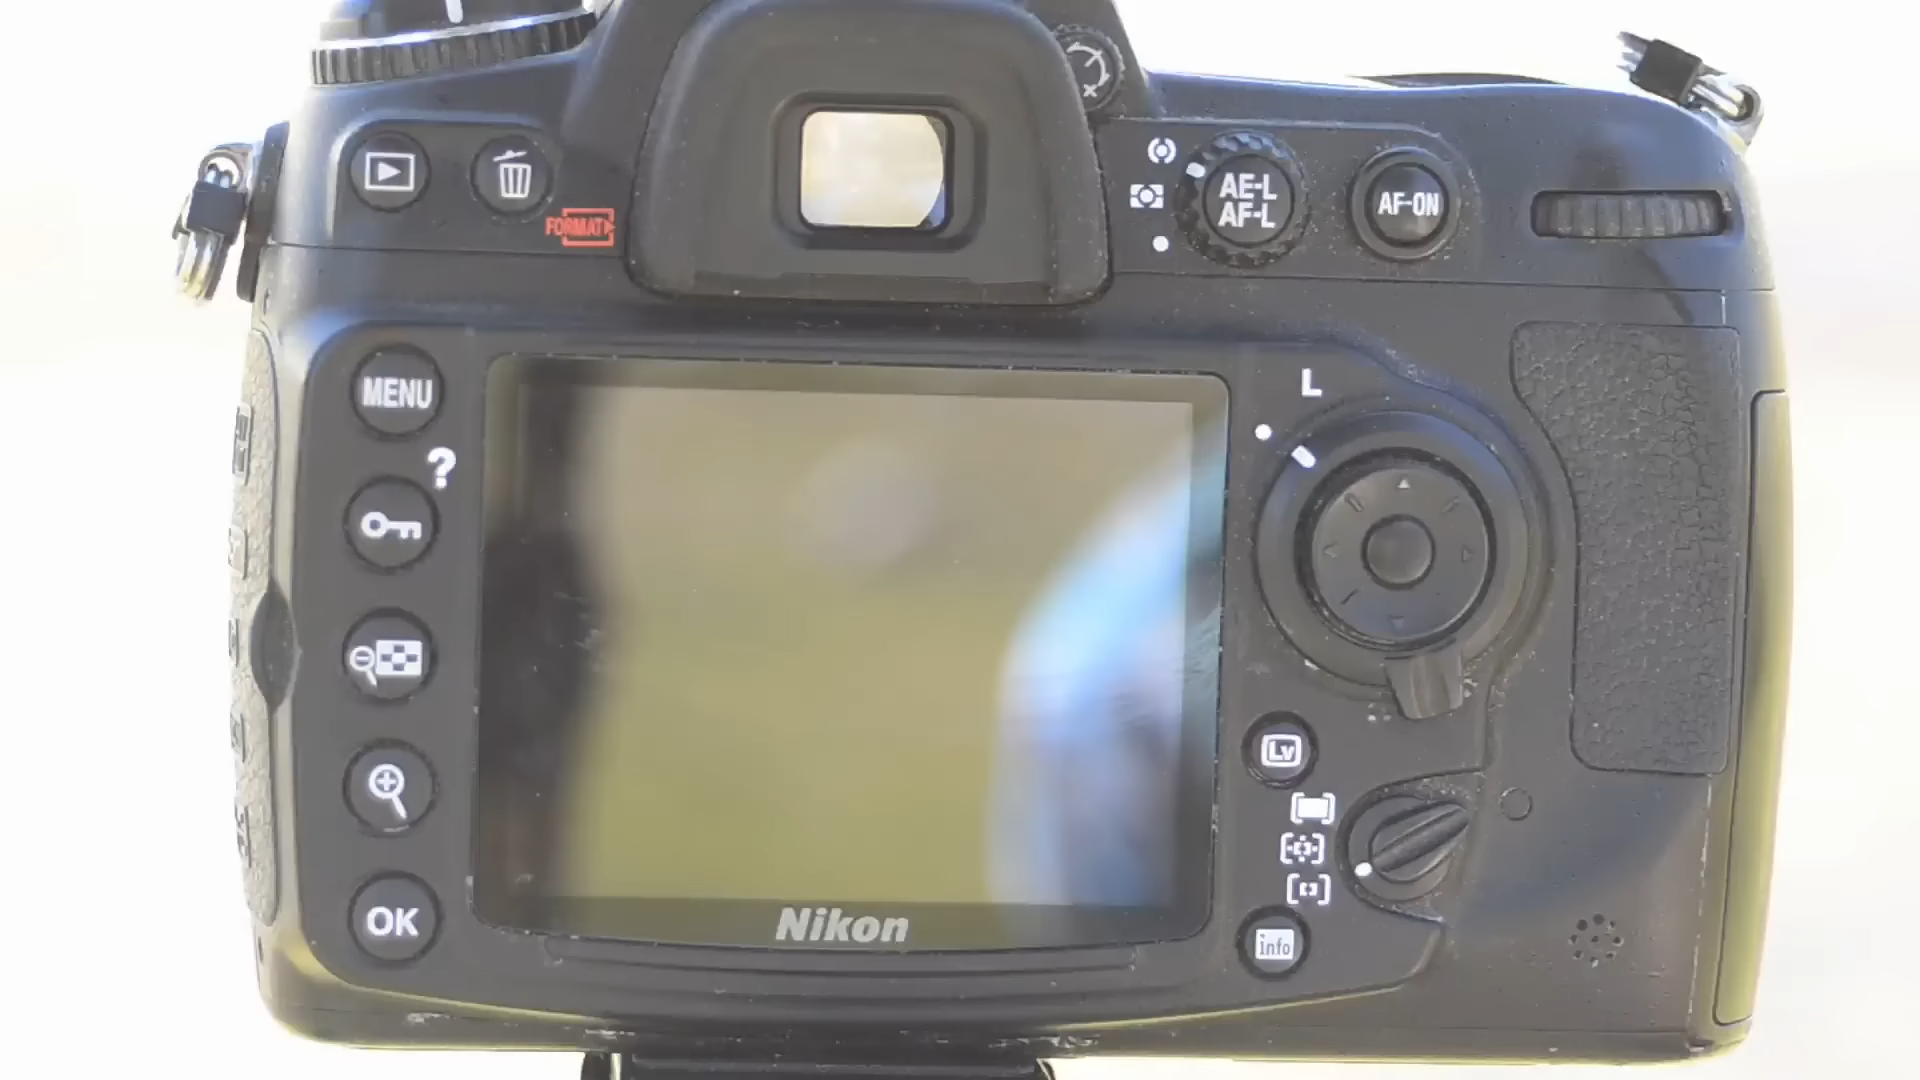 FORMAT
AE-L
AF-L
AF-ON
MENU
L
?
Lv
OK
Nikon
info